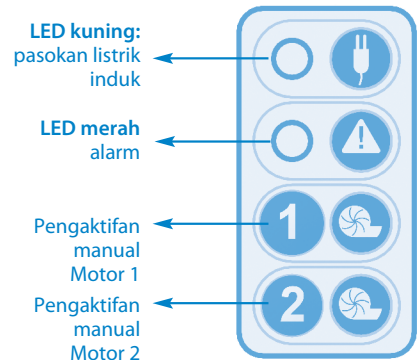 LED kuning:
pasokan listrik
induk
LED merah
alarm
Pengaktifan
manual
Motor 1
1
Pengaktifan
manual
Motor 2
2